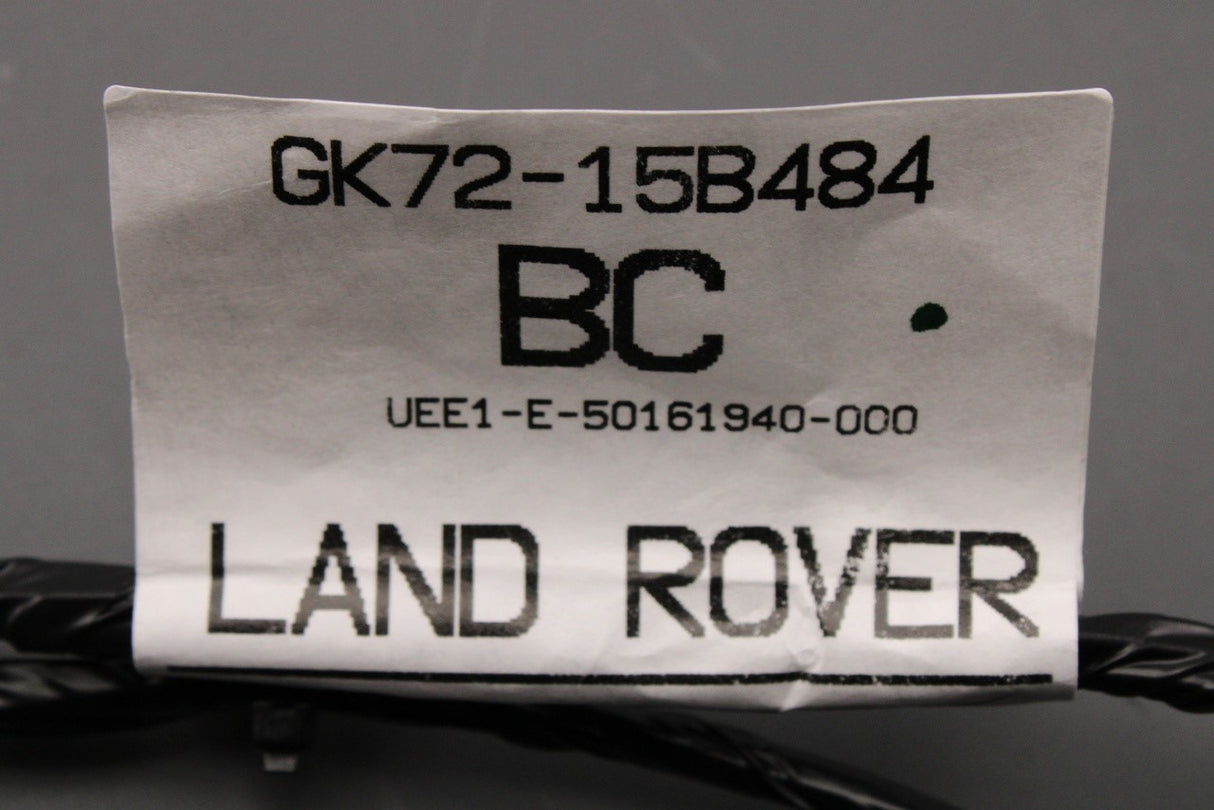 GK72-15B484
BC
UEE1-E-50161940-000
LAND ROVER